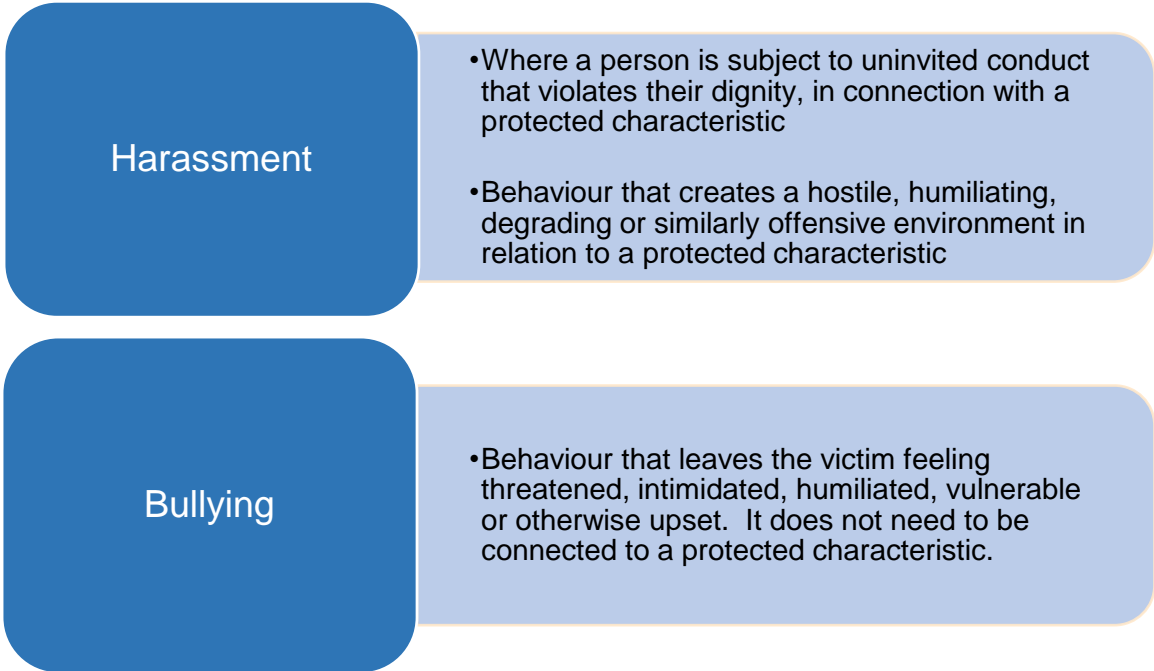 Harassment
•Where a person is subject to uninvited conduct
that violates their dignity, in connection with a
protected characteristic
•Behaviour that creates a hostile, humiliating,
degrading or similarly offensive environment in
relation to a protected characteristic
Bullying
•Behaviour that leaves the victim feeling
threatened, intimidated, humiliated, vulnerable
or otherwise upset.  It does not need to be
connected to a protected characteristic.